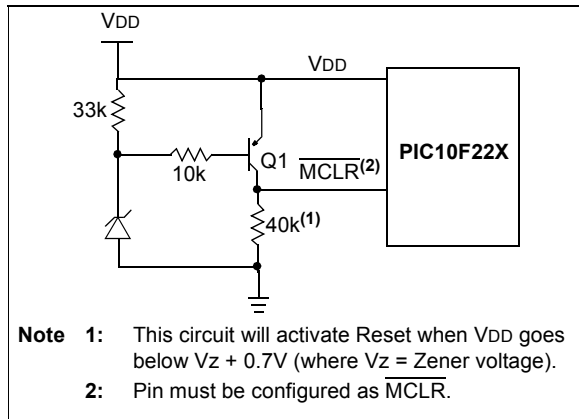 VDD
VDD
33k
PIC10F22X
Q1
MCLR(2)
10k
40k(1)
Note 1: This circuit will activate Reset when VDD goes
below Vz + 0.7V (where Vz = Zener voltage).
2: Pin must be configured as MCLR.